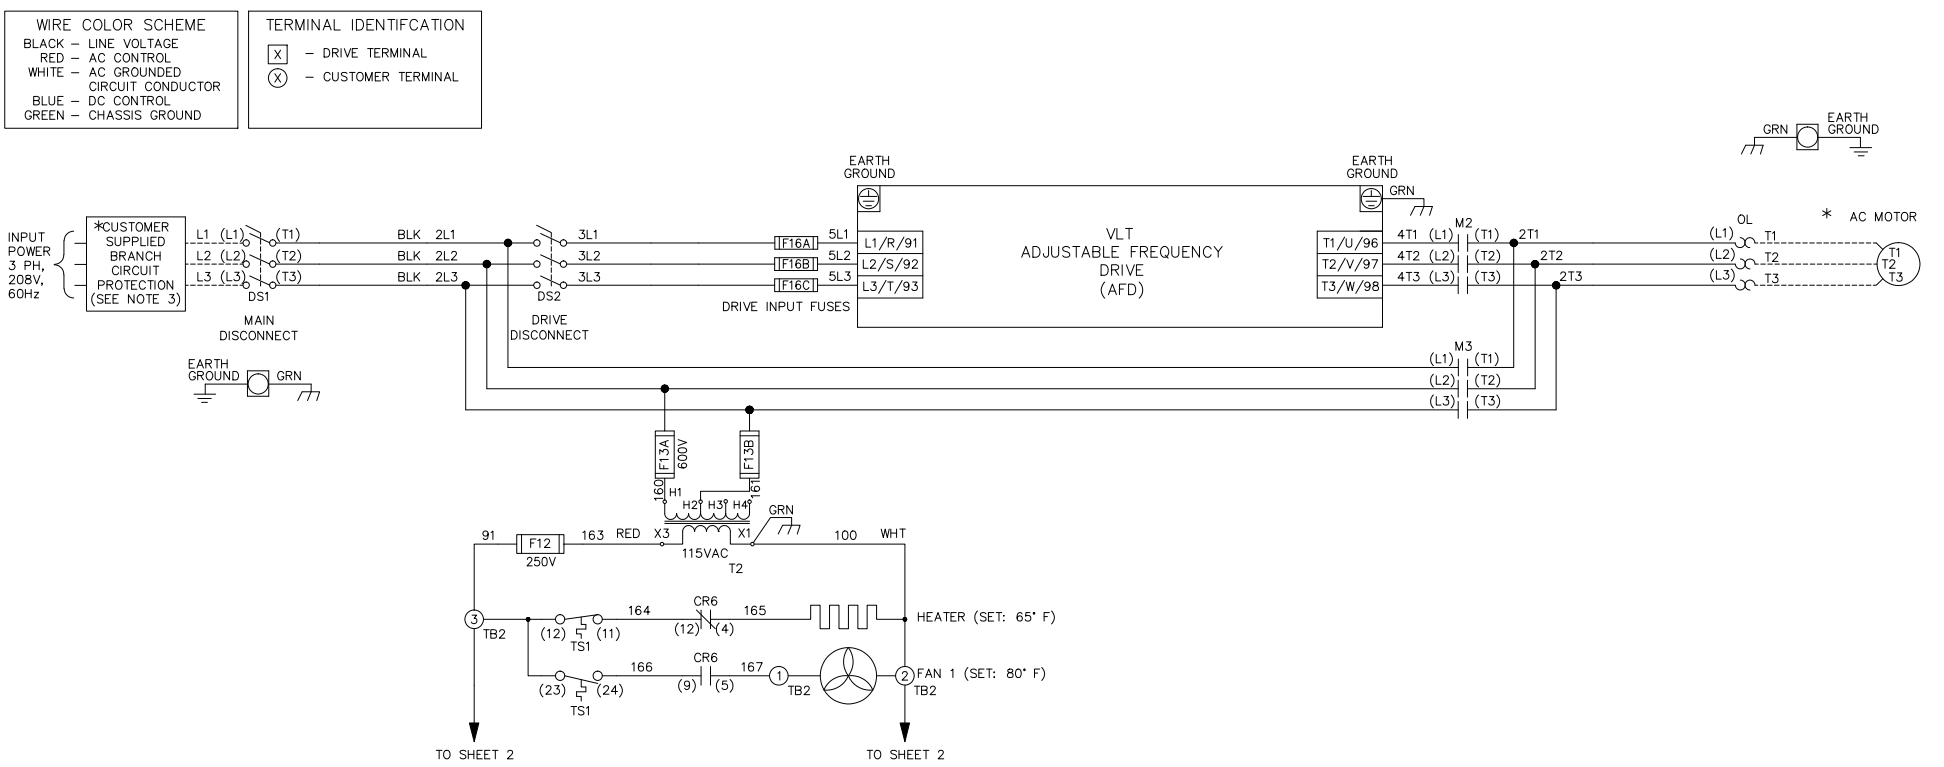 WIRE COLOR SCHEME
BLACK – LINE VOLTAGE
RED – AC CONTROL
WHITE – AC GROUNDED
CIRCUIT CONDUCTOR
BLUE – DC CONTROL
GREEN – CHASSIS GROUND
TERMINAL IDENTIFCATION
X – DRIVE TERMINAL
X – CUSTOMER TERMINAL
INPUT
POWER
3 PH,
208V,
60Hz
*CUSTOMER
SUPPLIED
BRANCH
CIRCUIT
PROTECTION
(SEE NOTE 3)
L1 (L1) (T1) BLK 2L1 3L1 F16A 5L1 L1/R/91
L2 (L2) (T2) BLK 2L2 3L2 F16B 5L2 L2/S/92
L3 (L3) (T3) BLK 2L3 3L3 F16C 5L3 L3/T/93
DS1
MAIN
DISCONNECT
DS2
DRIVE
DISCONNECT
DRIVE INPUT FUSES
EARTH
GROUND
GRN
EARTH
GROUND
VLT
ADJUSTABLE FREQUENCY
DRIVE
(AFD)
EARTH
GROUND
GRN
M2
T1/U/96 4T1 (L1) (T1) 2T1
T2/V/97 4T2 (L2) (T2) 2T2
T3/W/98 4T3 (L3) (T3) 2T3
M3
(L1) (T1)
(L2) (T2)
(L3) (T3)
GRN
EARTH
GROUND
OL
(L1) T1
(L2) T2
(L3) T3
* AC MOTOR
T1
T2
T3
F13A
600V
F13B
160
161
H1
H2 H3 H4
GRN
91 F12 163 RED X3 X1 100 WHT
250V
115VAC
T2
3
TB2
(12) (11)
TS1
164
CR6
(12) (4)
165
HEATER (SET: 65° F)
(23) (24)
TS1
166
CR6
(9) (5)
167
1
TB2
2
TB2
FAN 1 (SET: 80° F)
TO SHEET 2
TO SHEET 2